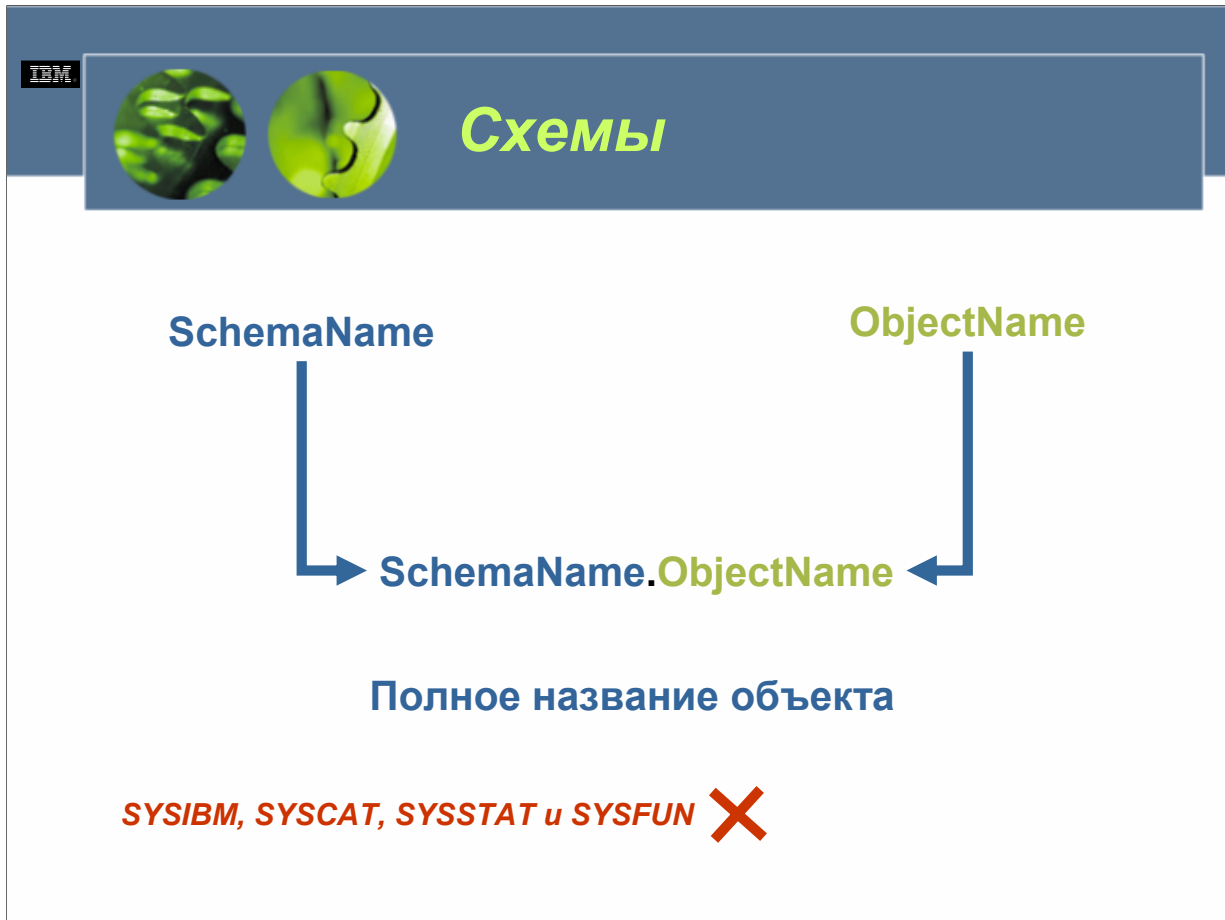 IBM.
Схемы
SchemaName
ObjectName
SchemaName.ObjectName
Полное название объекта
SYSIBM, SYSCAT, SYSSTAT и SYSFUN